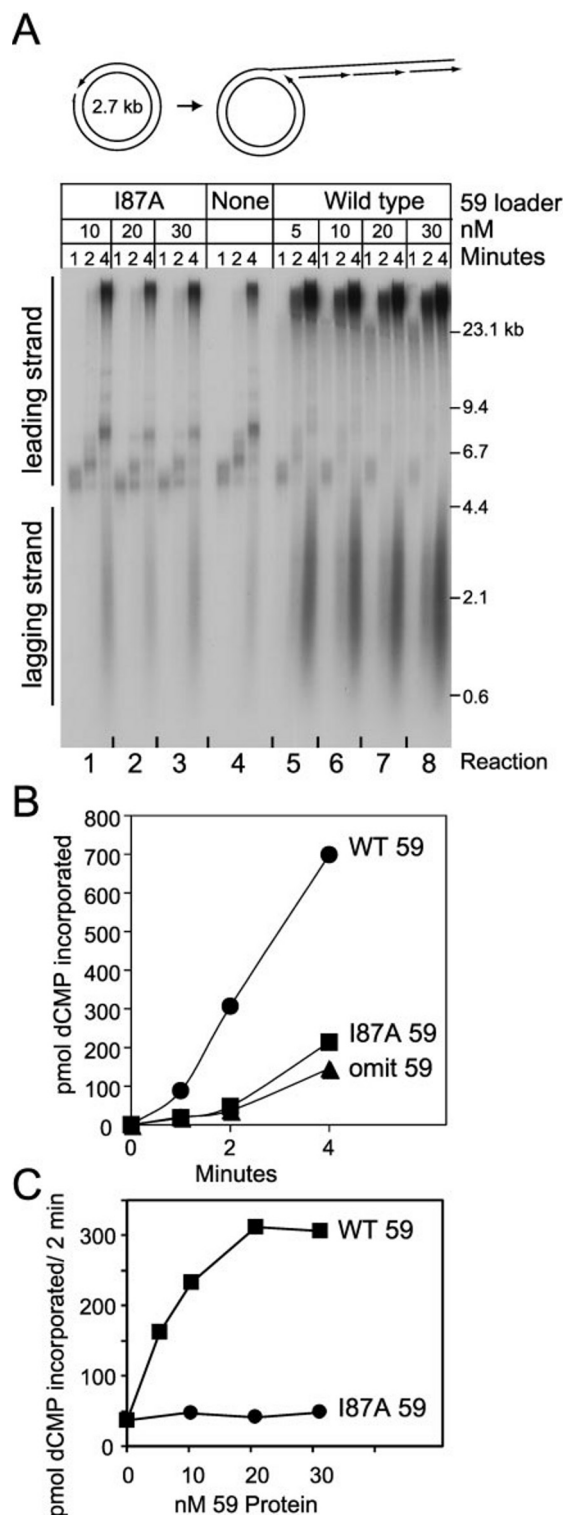 A
2.7 kb
I87A None Wild type 59 loader
10 20 30 5 10 20 30 nM
1 2 4 1 2 4 1 2 4 1 2 4 1 2 4 1 2 4 1 2 4 1 2 4 Minutes
leading strand
lagging strand
23.1 kb
9.4
6.7
4.4
2.1
0.6
1 2 3 4 5 6 7 8 Reaction
B
pmol dCMP incorporated
800
700
600
500
400
300
200
100
0
WT 59
I87A 59
omit 59
0 2 4
Minutes
C
pmol dCMP incorporated/ 2 min
300
200
100
0
WT 59
I87A 59
0 10 20 30
nM 59 Protein